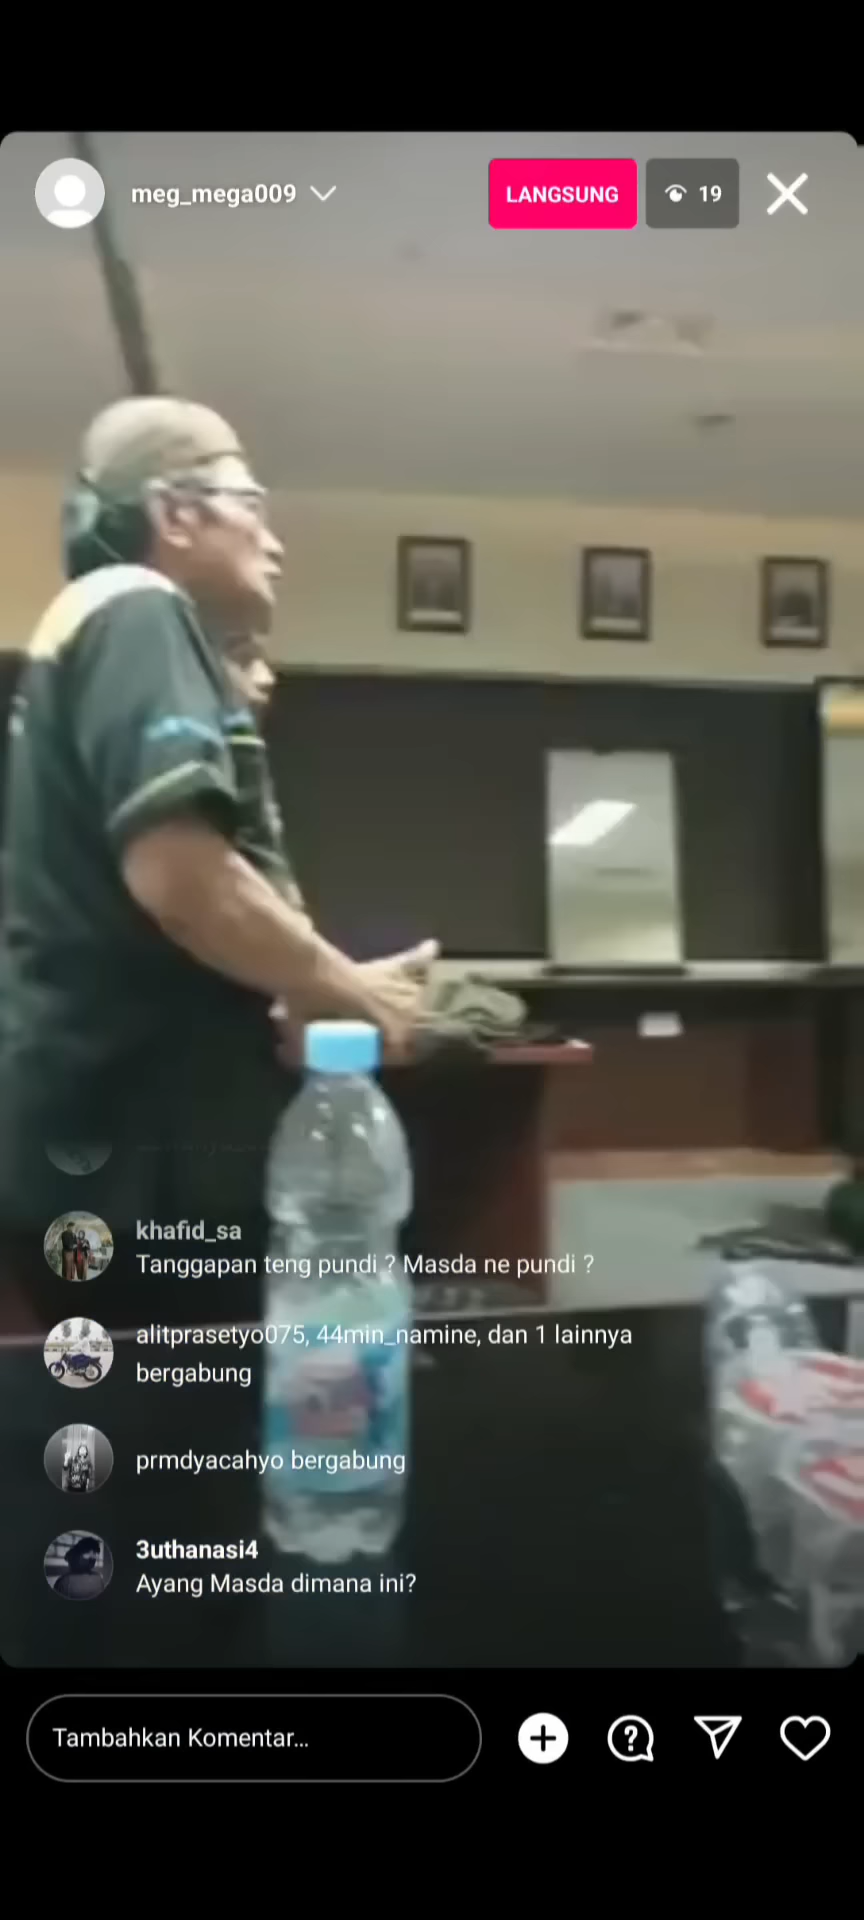 meg_mega009
LANGSUNG
19
khafid_sa
Tanggapan teng pundi ? Masda ne pundi ?
alitprasetyo075, 44min_namine, dan 1 lainnya
bergabung
prmdyacahyo bergabung
3uthanasi4
Ayang Masda dimana ini?
Tambahkan Komentar...